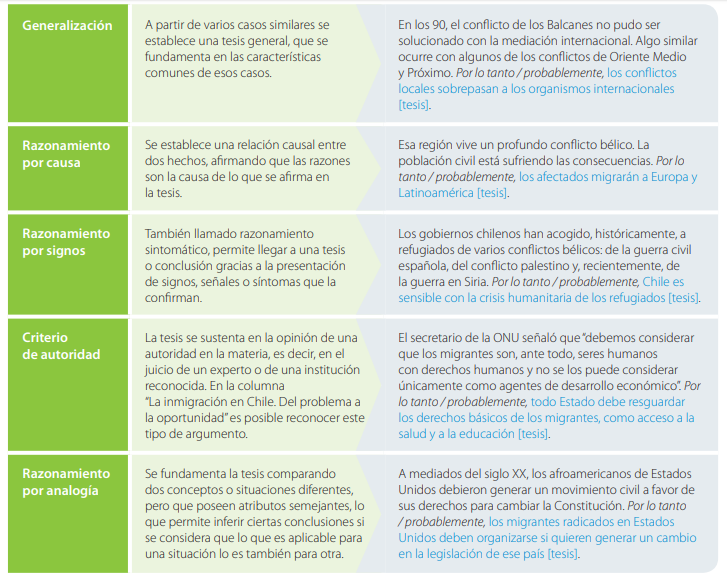 Generalización
A partir de varios casos similares se
establece una tesis general, que se
fundamenta en las características
comunes de esos casos.
En los 90, el conflicto de los Balcanes no pudo ser
solucionado con la mediación internacional. Algo similar
ocurre con algunos de los conflictos de Oriente Medio
y Próximo. Por lo tanto / probablemente, los conflictos
locales sobrepasan a los organismos internacionales
[tesis].
Razonamiento
por causa
Se establece una relación causal entre
dos hechos, afirmando que las razones
son la causa de lo que se afirma en
la tesis.
Esa región vive un profundo conflicto bélico. La
población civil está sufriendo las consecuencias. Por lo
tanto / probablemente, los afectados migrarán a Europa y
Latinoamérica [tesis].
Razonamiento
por signos
También llamado razonamiento
sintomático, permite llegar a una tesis
o conclusión gracias a la presentación
de signos, señales o síntomas que la
confirman.
Los gobiernos chilenos han acogido, históricamente, a
refugiados de varios conflictos bélicos: de la guerra civil
española, del conflicto palestino y, recientemente, de
la guerra en Siria. Por lo tanto / probablemente, Chile es
sensible con la crisis humanitaria de los refugiados [tesis].
Criterio
de autoridad
La tesis se sustenta en la opinión de una
autoridad en la materia, es decir, en el
juicio de un experto o de una institución
reconocida. En la columna
“La inmigración en Chile. Del problema a
la oportunidad” es posible reconocer este
tipo de argumento.
El secretario de la ONU señaló que “debemos considerar
que los migrantes son, ante todo, seres humanos
con derechos humanos y no se los puede considerar
únicamente como agentes de desarrollo económico”. Por
lo tanto / probablemente, todo Estado debe resguardar
los derechos básicos de los migrantes, como acceso a la
salud y a la educación [tesis].
Razonamiento
por analogía
Se fundamenta la tesis comparando
dos conceptos o situaciones diferentes,
pero que poseen atributos semejantes, lo
que permite inferir ciertas conclusiones si
se considera que lo que es aplicable para
una situación lo es también para otra.
A mediados del siglo XX, los afroamericanos de Estados
Unidos debieron generar un movimiento civil a favor de
sus derechos para cambiar la Constitución. Por lo tanto
/ probablemente, los migrantes radicados en Estados
Unidos deben organizarse si quieren generar un cambio
en la legislación de ese país [tesis].